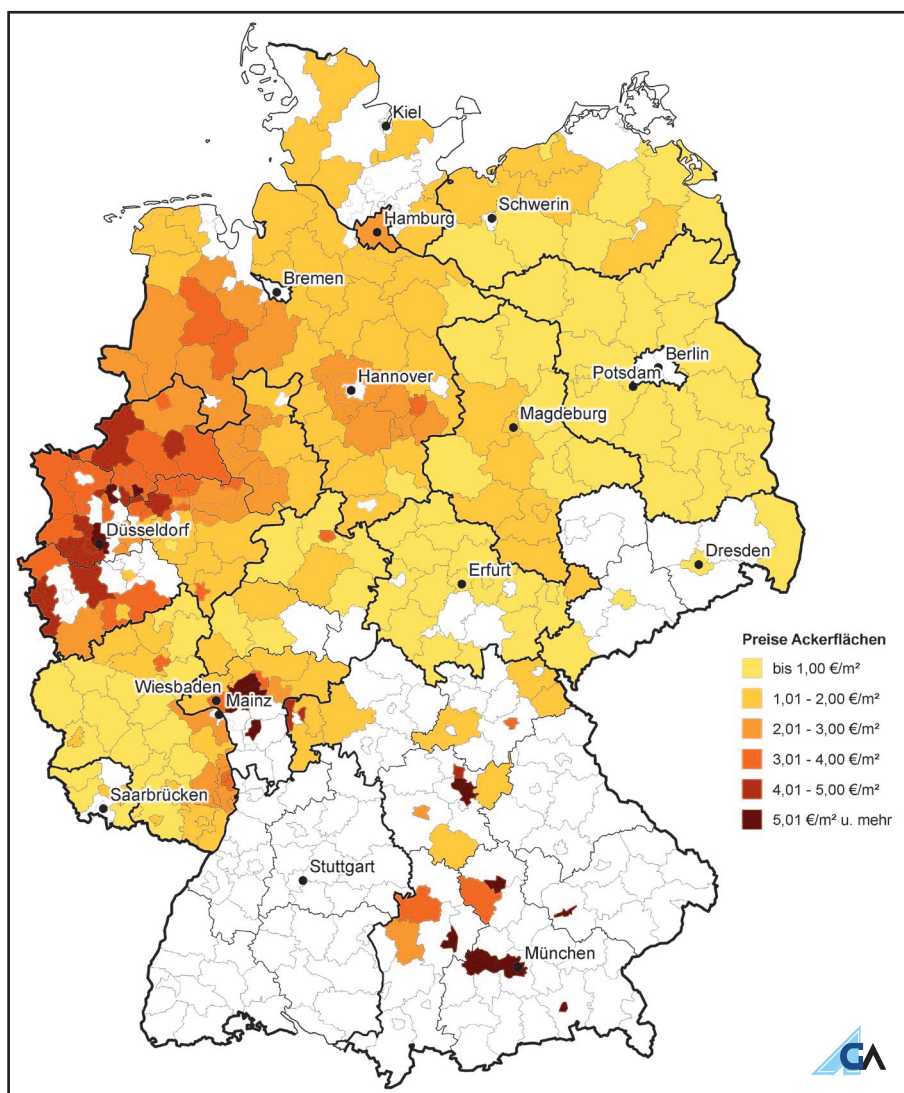 Kiel
Schwerin
Hamburg
Bremen
Berlin
Hannover
Potsdam
Magdeburg
Düsseldorf
Dresden
Erfurt
Preise Ackerflächen
bis 1,00 €/m²
1,01 - 2,00 €/m²
2,01 - 3,00 €/m²
3,01 - 4,00 €/m²
4,01 - 5,00 €/m²
5,01 €/m² u. mehr
Wiesbaden
Mainz
Saarbrücken
Stuttgart
München
GA